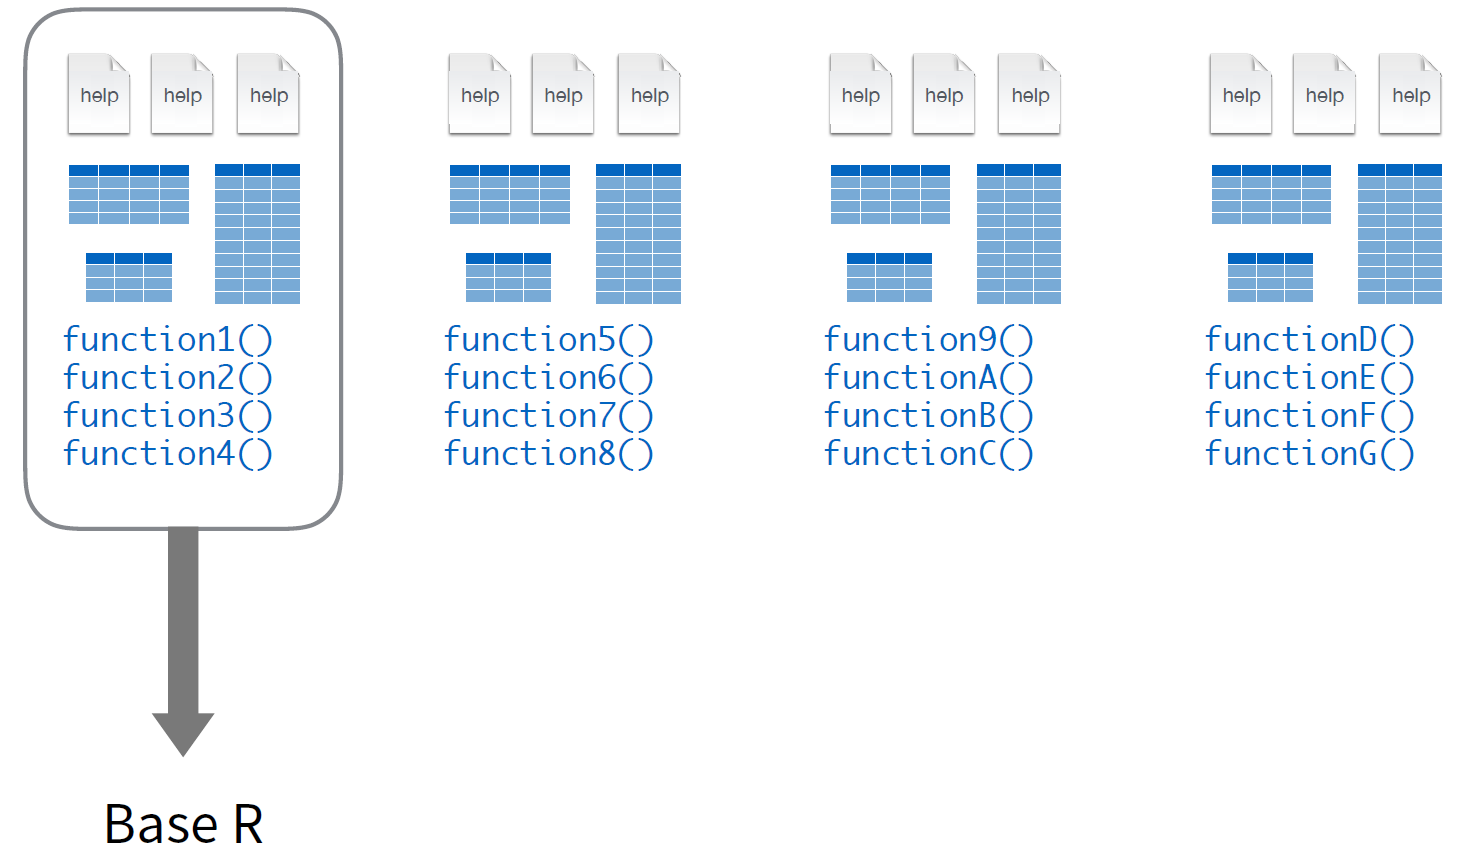 help help help help help help help help help help help help
function1() function5() function9() functionD()
function2() function6() functionA() functionE()
function3() function7() functionB() functionF()
function4() function8() functionC() functionG()
Base R